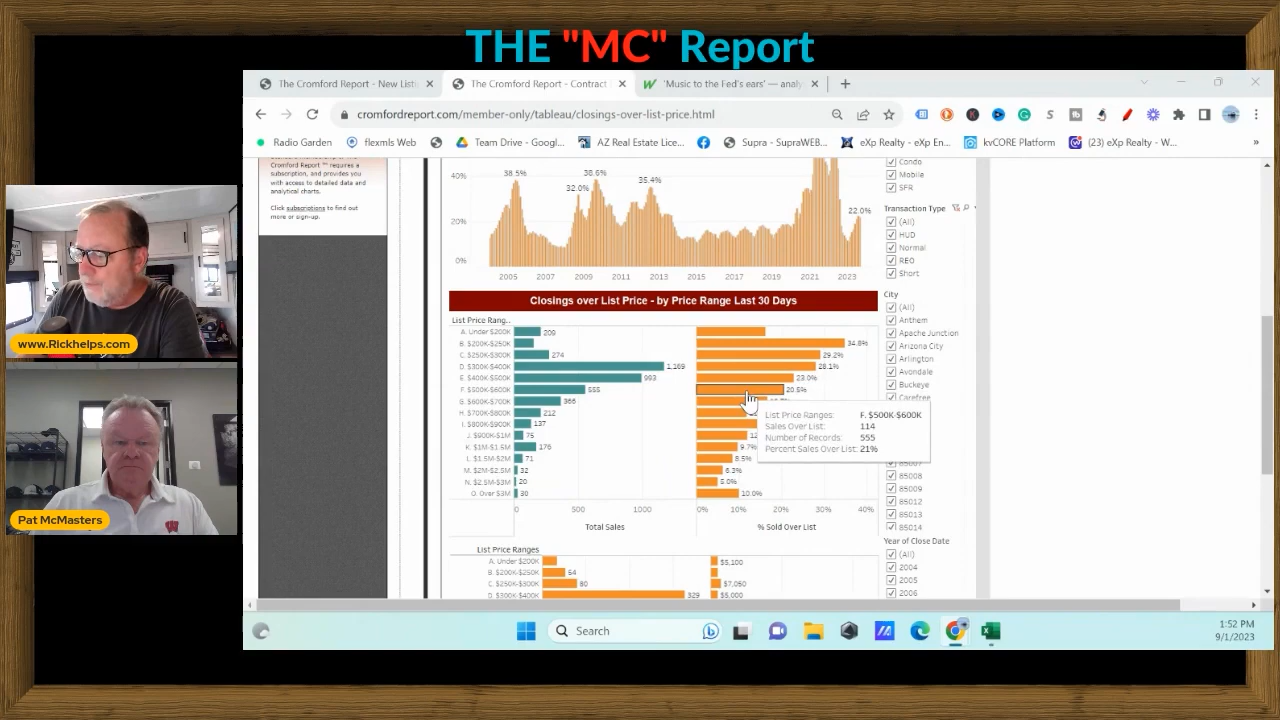 THE "MC" Report
The Cromford Report - New Listi
The Cromford Report - Contract
'Music to the Fed's ears' — analy
cromfordreport.com/member-only/tableau/closings-over-list-price.html
Radio Garden
flexmls Web
Team Drive - Googl...
AZ Real Estate Lice...
Supra - SupraWEB...
eXp Realty - eXp En...
kvCORE Platform
(23) eXp Realty - W...
Cromford Report ™ requires a
subscription, and provides you
with access to detailed data and
analytical charts.
Click subscriptions to find out
more or sign-up.
40%
20%
0%
38.5%
32.0%
38.6%
35.4%
22.0%
2005 2007 2009 2011 2013 2015 2017 2019 2021 2023
Closings over List Price - by Price Range Last 30 Days
List Price Rang..
A. Under $200K 209
B. $200K-$250K 34.8%
C. $250K-$300K 274 29.2%
D. $300K-$400K 1,169 28.1%
E. $400K-$500K 993 23.0%
F. $500K-$600K 555 20.5%
G. $600K-$700K 366
H. $700K-$800K 212
I. $800K-$900K 137
J. $900K-$1M 75 12
K. $1M-$1.5M 176 9.7%
L. $1.5M-$2M 71 8.5%
M. $2M-$2.5M 32 6.3%
N. $2.5M-$3M 20 5.0%
O. Over $3M 30 10.0%
0 500 1000
0% 10% 20% 30% 40%
Total Sales
% Sold Over List
List Price Ranges: F. $500K-$600K
Sales Over List: 114
Number of Records: 555
Percent Sales Over List: 21%
List Price Ranges
A. Under $200K $5,100
B. $200K-$250K 54
C. $250K-$300K 80 $7,050
D. $300K-$400K 329 $5,000
Condo
Mobile
SFR
Transaction Type
(All)
HUD
Normal
REO
Short
City
(All)
Anthem
Apache Junction
Arizona City
Arlington
Avondale
Buckeye
Carefree
85007
85008
85009
85012
85013
85014
Year of Close Date
(All)
2004
2005
2006
www.Rickhelps.com
Pat McMasters
W
Search
1:52 PM
9/1/2023